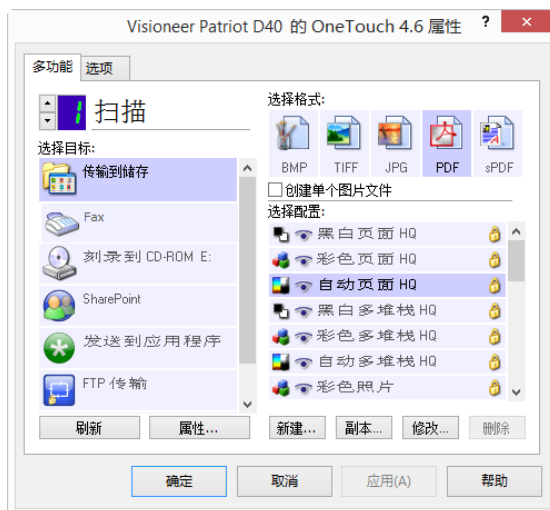 Visioneer Patriot D40 的 OneTouch 4.6 属性
多功能 选项
1 扫描
选择目标:
传输到储存
Fax
刻录到 CD-ROM E:
SharePoint
发送到应用程序
FTP 传输
刷新 属性...
选择格式:
BMP TIFF JPG PDF sPDF
创建单个图片文件
选择配置:
黑白页面 HQ
彩色页面 HQ
自动页面 HQ
黑白多堆栈 HQ
彩色多堆栈 HQ
自动多堆栈 HQ
彩色照片
新建... 副本... 修改... 删除
确定 取消 应用(A) 帮助